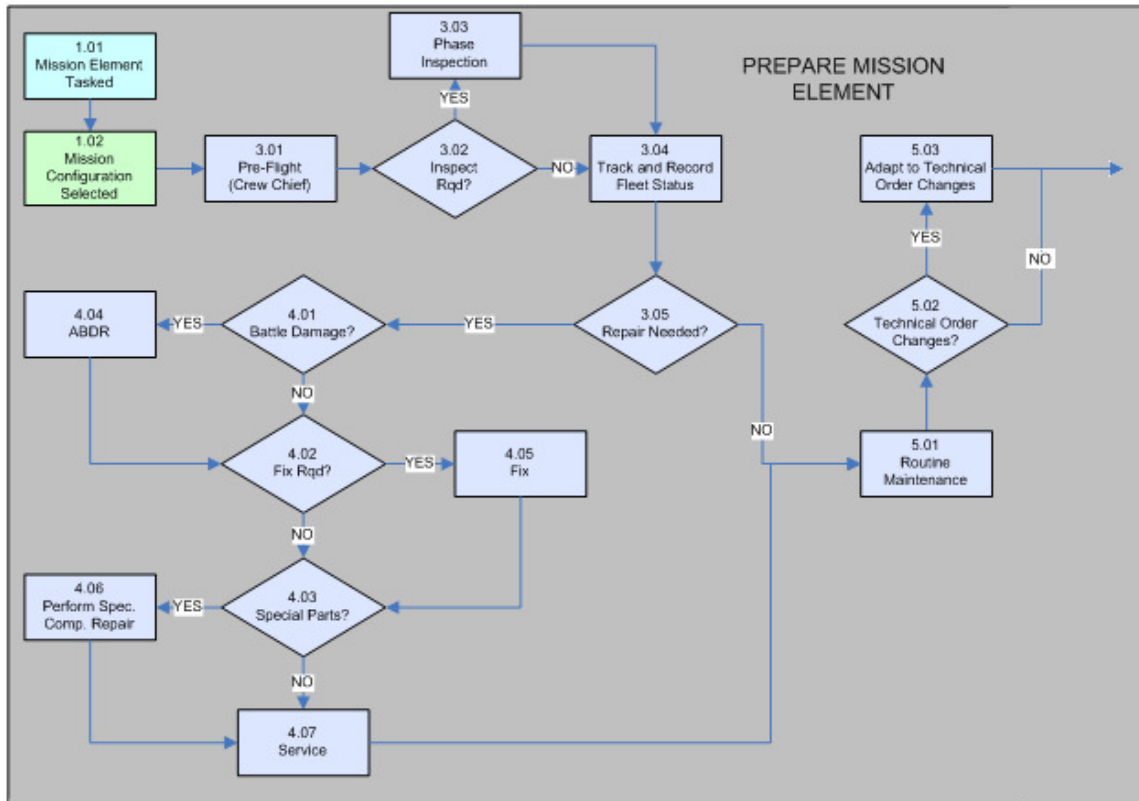 1.01
Mission Element
Tasked
1.02
Mission
Configuration
Selected
3.01
Pre-Flight
(Crew Chief)
3.02
Inspect
Rqd?
YES
3.03
Phase
Inspection
NO
3.04
Track and Record
Fleet Status
PREPARE MISSION
ELEMENT
3.05
Repair Needed?
YES
NO
4.01
Battle Damage?
YES
4.04
ABDR
NO
4.02
Fix Rqd?
YES
4.05
Fix
NO
4.03
Special Parts?
YES
4.06
Perform Spec.
Comp. Repair
NO
4.07
Service
5.01
Routine
Maintenance
5.02
Technical Order
Changes?
YES
NO
5.03
Adapt to Technical
Order Changes